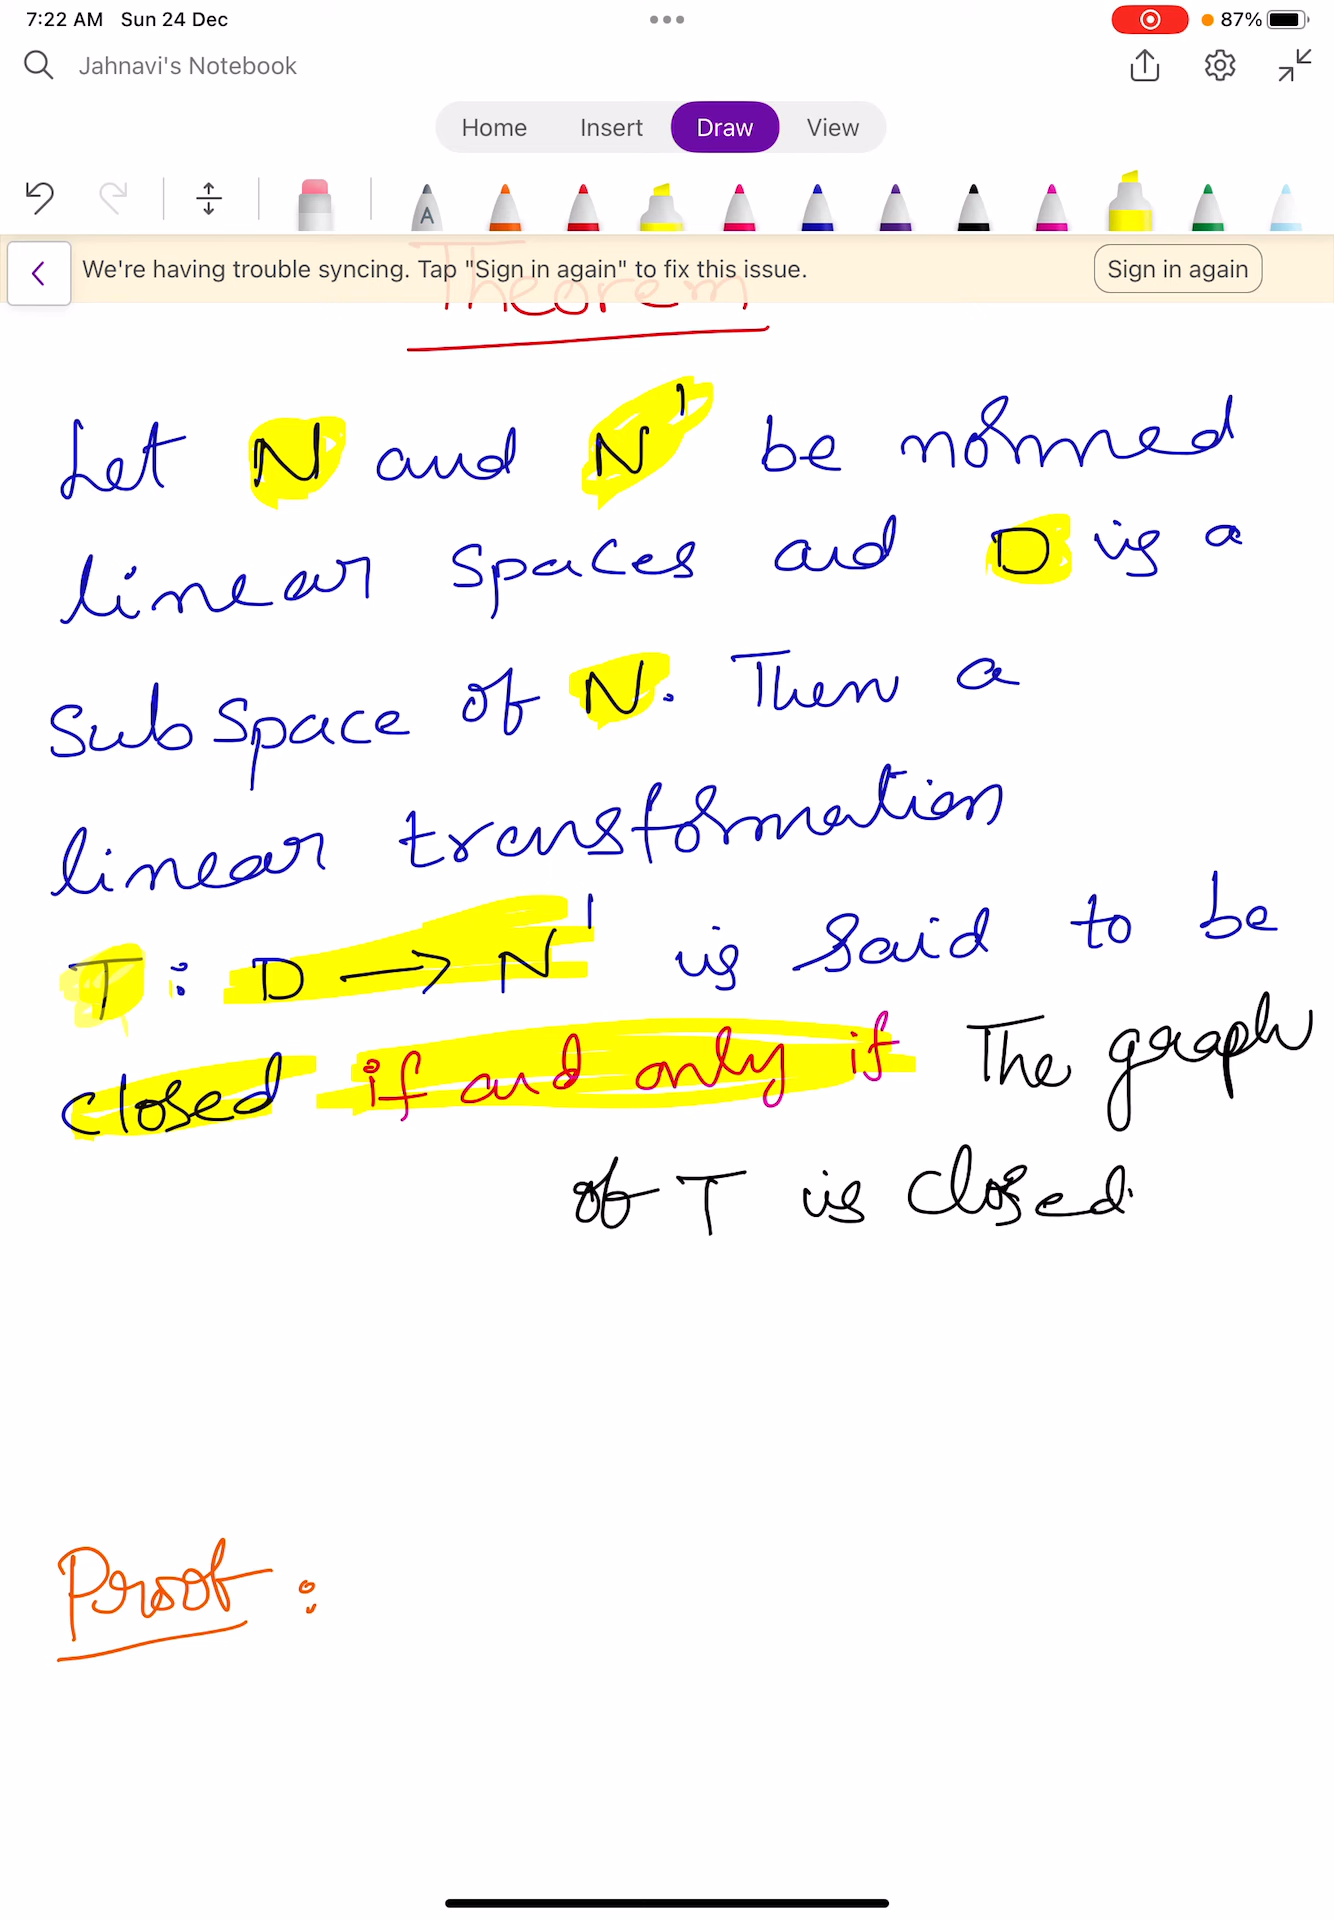 7:22 AM Sun 24 Dec
87%
Jahnavi's Notebook
Home Insert Draw View
A
We're having trouble syncing. Tap "Sign in again" to fix this issue.
Sign in again
Theorem
Let N and N' be normed
linear spaces and D is a
subspace of N. Then a
linear transformation
T : D → N' is said to be
closed if and only if The graph
of T is closed.
Proof :